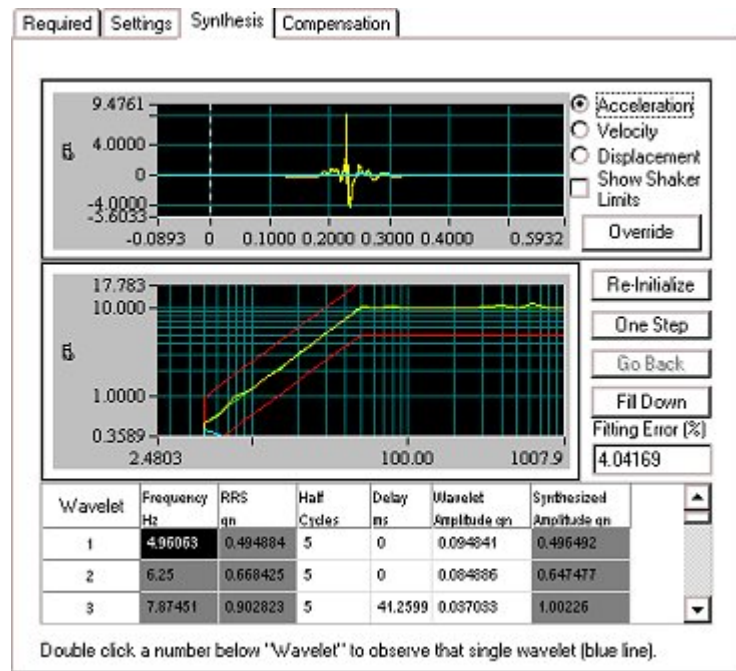 Required Settings Synthesis Compensation
9.4761
4.0000
gn
0
-4.0000
-5.6033
-0.0893 0 0.1000 0.2000 0.3000 0.4000 0.5932
Acceleration
Velocity
Displacement
Show Shaker
Limits
Override
17.783
10.000
gn
1.0000
0.3589
2.4803 100.00 1007.9
Re-Initialize
One Step
Go Back
Fill Down
Fitting Error (%)
4.04169
Wavelet Frequency Hz RRS gn Half Cycles Delay ms Wavelet Amplitude gn Synthesized Amplitude gn
1 4.96063 0.494884 5 0 0.094841 0.496492
2 6.25 0.668425 5 0 0.084886 0.647477
3 7.87451 0.902823 5 41.2599 0.037033 1.00226
Double click a number below "Wavelet" to observe that single wavelet (blue line).